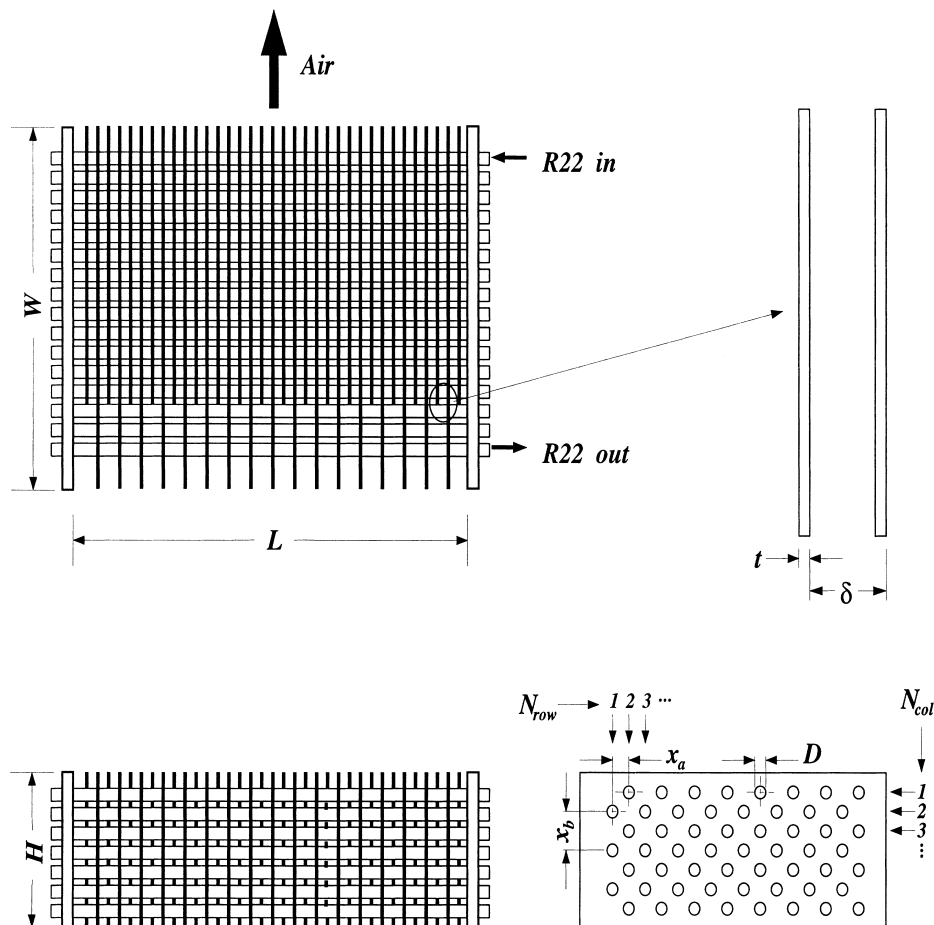 Air
R22 in
W
R22 out
L
t
δ
N_row 1 2 3 ...
N_col
x_a
D
1
2
3
...
x_b
H